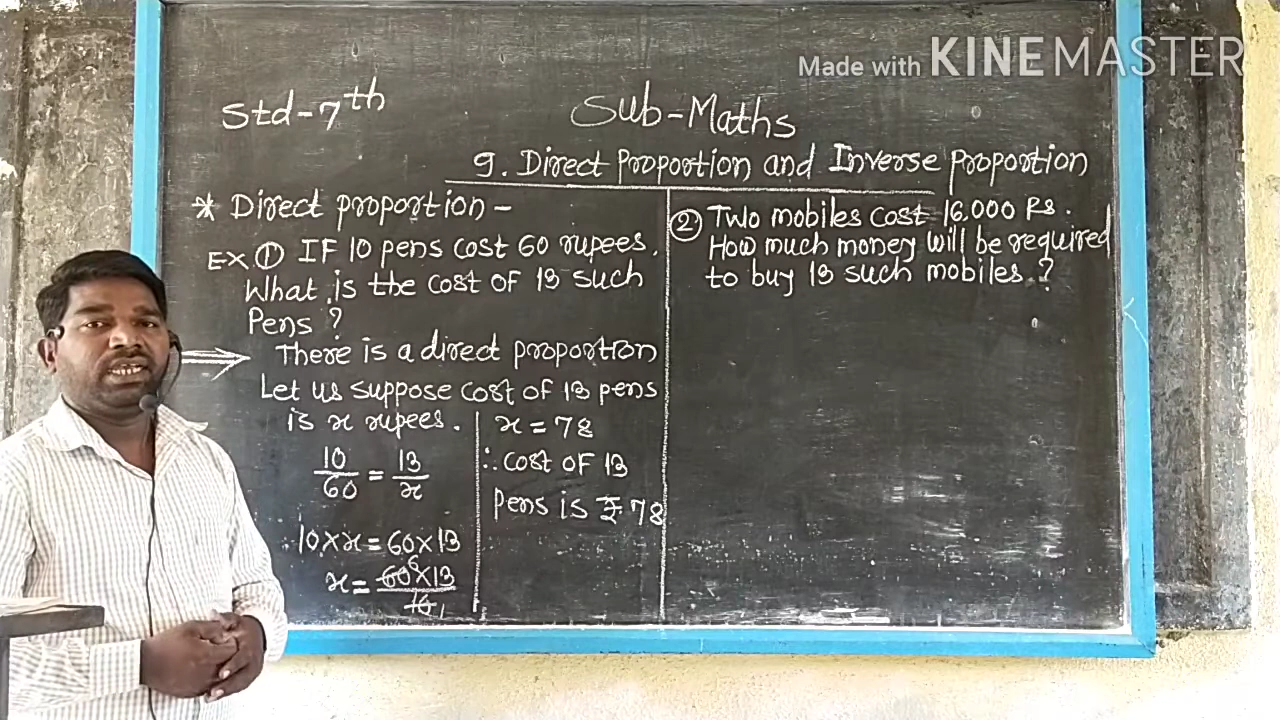 Made with KINEMASTER
Std-7th
Sub-Maths
9. Direct Proportion and Inverse Proportion
* Direct proportion -
Ex. ① If 10 pens cost 60 rupees.
What is the cost of 13 such
Pens ?
There is a direct proportion
Let us suppose cost of 13 pens
is x rupees.
10/60 = 13/x
10 × x = 60 × 13
x = 60 6 × 13 / 10 1
x = 78
∴ cost of 13
Pens is ₹ 78
② Two mobiles cost 16,000 Rs.
How much money will be required
to buy 13 such mobiles. ?